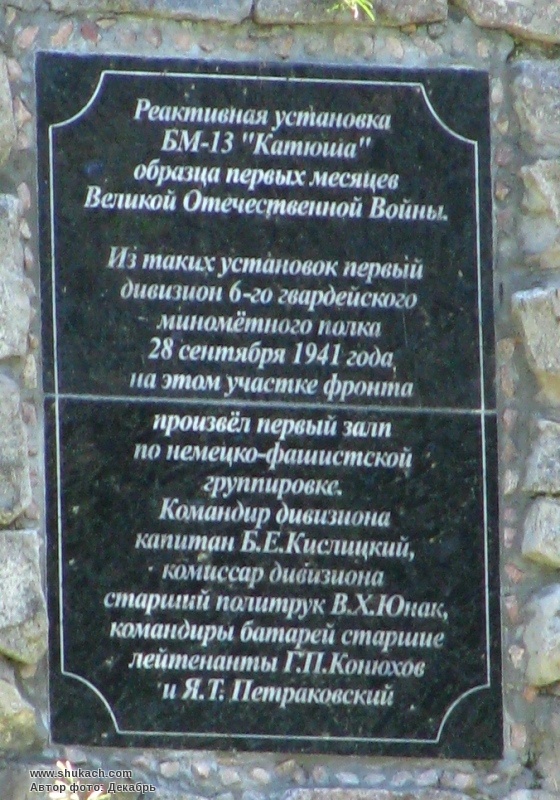 Реактивная установка
БМ-13 "Катюша"
образца первых месяцев
Великой Отечественной Войны.
Из таких установок первый
дивизион 6-го гвардейского
миномётного полка
28 сентября 1941 года
на этом участке фронта
произвёл первый залп
по немецко-фашистской
группировке.
Командир дивизиона
капитан Б.Е.Кислицкий,
комиссар дивизиона
старший политрук В.Х.Юнак,
командиры батарей старшие
лейтенанты Г.П.Конюхов
и Я.Т. Петраковский
www.shukach.com
Автор фото: Декабрь